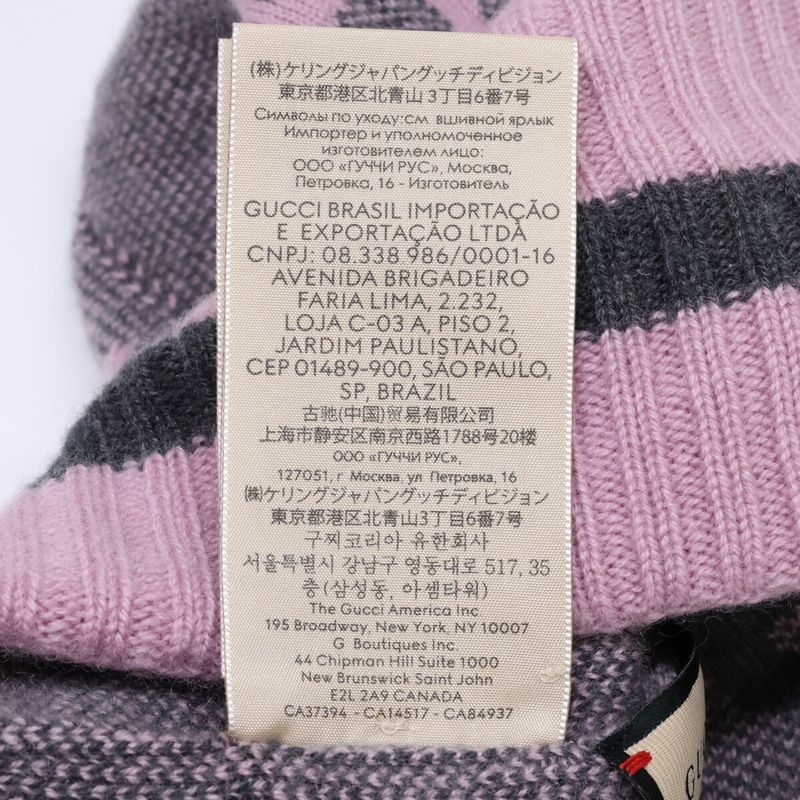 (株)ケリングジャパングッチディビジョン
東京都港区北青山 3丁目6番7号
Символы по уходу:см. вшивной ярлык
Импортер и уполномоченное
изготовителем лицо:
ООО «ГУЧЧИ РУС», Москва,
Петровка, 16 - Изготовитель
GUCCI BRASIL IMPORTAÇÃO
E EXPORTAÇÃO LTDA
CNPJ: 08.338 986/0001-16
AVENIDA BRIGADEIRO
FARIA LIMA, 2.232,
LOJA C-03 A, PISO 2,
JARDIM PAULISTANO,
CEP 01489-900, SÃO PAULO,
SP, BRAZIL
古驰(中国)贸易有限公司
上海市静安区南京西路1788号20楼
ООО «ГУЧЧИ РУС»,
127051, г Москва, ул Петровка, 16
(株)ケリングジャパングッチディビジョン
東京都港区北青山3丁目6番7号
구찌코리아 유한회사
서울특별시 강남구 영동대로 517, 35
층(삼성동, 아셈타워)
The Gucci America Inc.
195 Broadway, New York, NY 10007
G Boutiques Inc.
44 Chipman Hill Suite 1000
New Brunswick Saint John
E2L 2A9 CANADA
CA37394 - CA14517 - CA84937